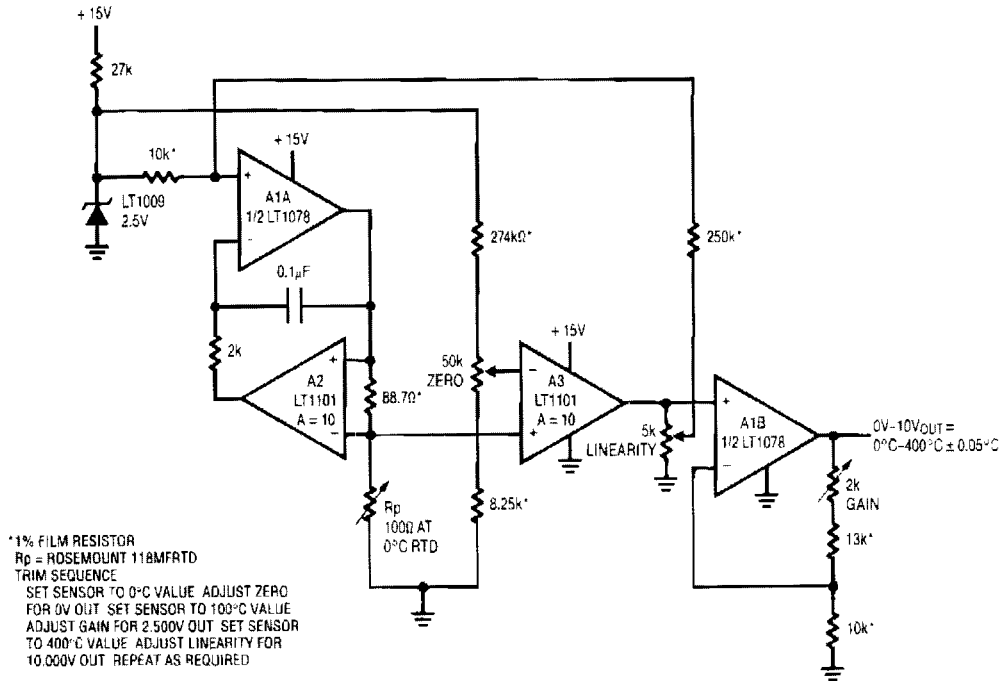 + 15V
27k
10k*
+ 15V
LT1009
2.5V
+
A1A
1/2 LT1078
−
274kΩ*
250k*
0.1µF
2k
A2
LT1101
A = 10
+
−
88.7Ω*
50k
ZERO
+ 15V
−
A3
LT1101
A = 10
+
5k
LINEARITY
+
A1B
1/2 LT1078
−
0V–10VOUT =
0°C–400°C ± 0.05°C
2k
GAIN
Rp
100Ω AT
0°C RTD
8.25k*
13k*
10k*
*1% FILM RESISTOR
Rp = ROSEMOUNT 118MFRTD
TRIM SEQUENCE
SET SENSOR TO 0°C VALUE ADJUST ZERO
FOR 0V OUT SET SENSOR TO 100°C VALUE
ADJUST GAIN FOR 2.500V OUT SET SENSOR
TO 400°C VALUE ADJUST LINEARITY FOR
10.000V OUT REPEAT AS REQUIRED